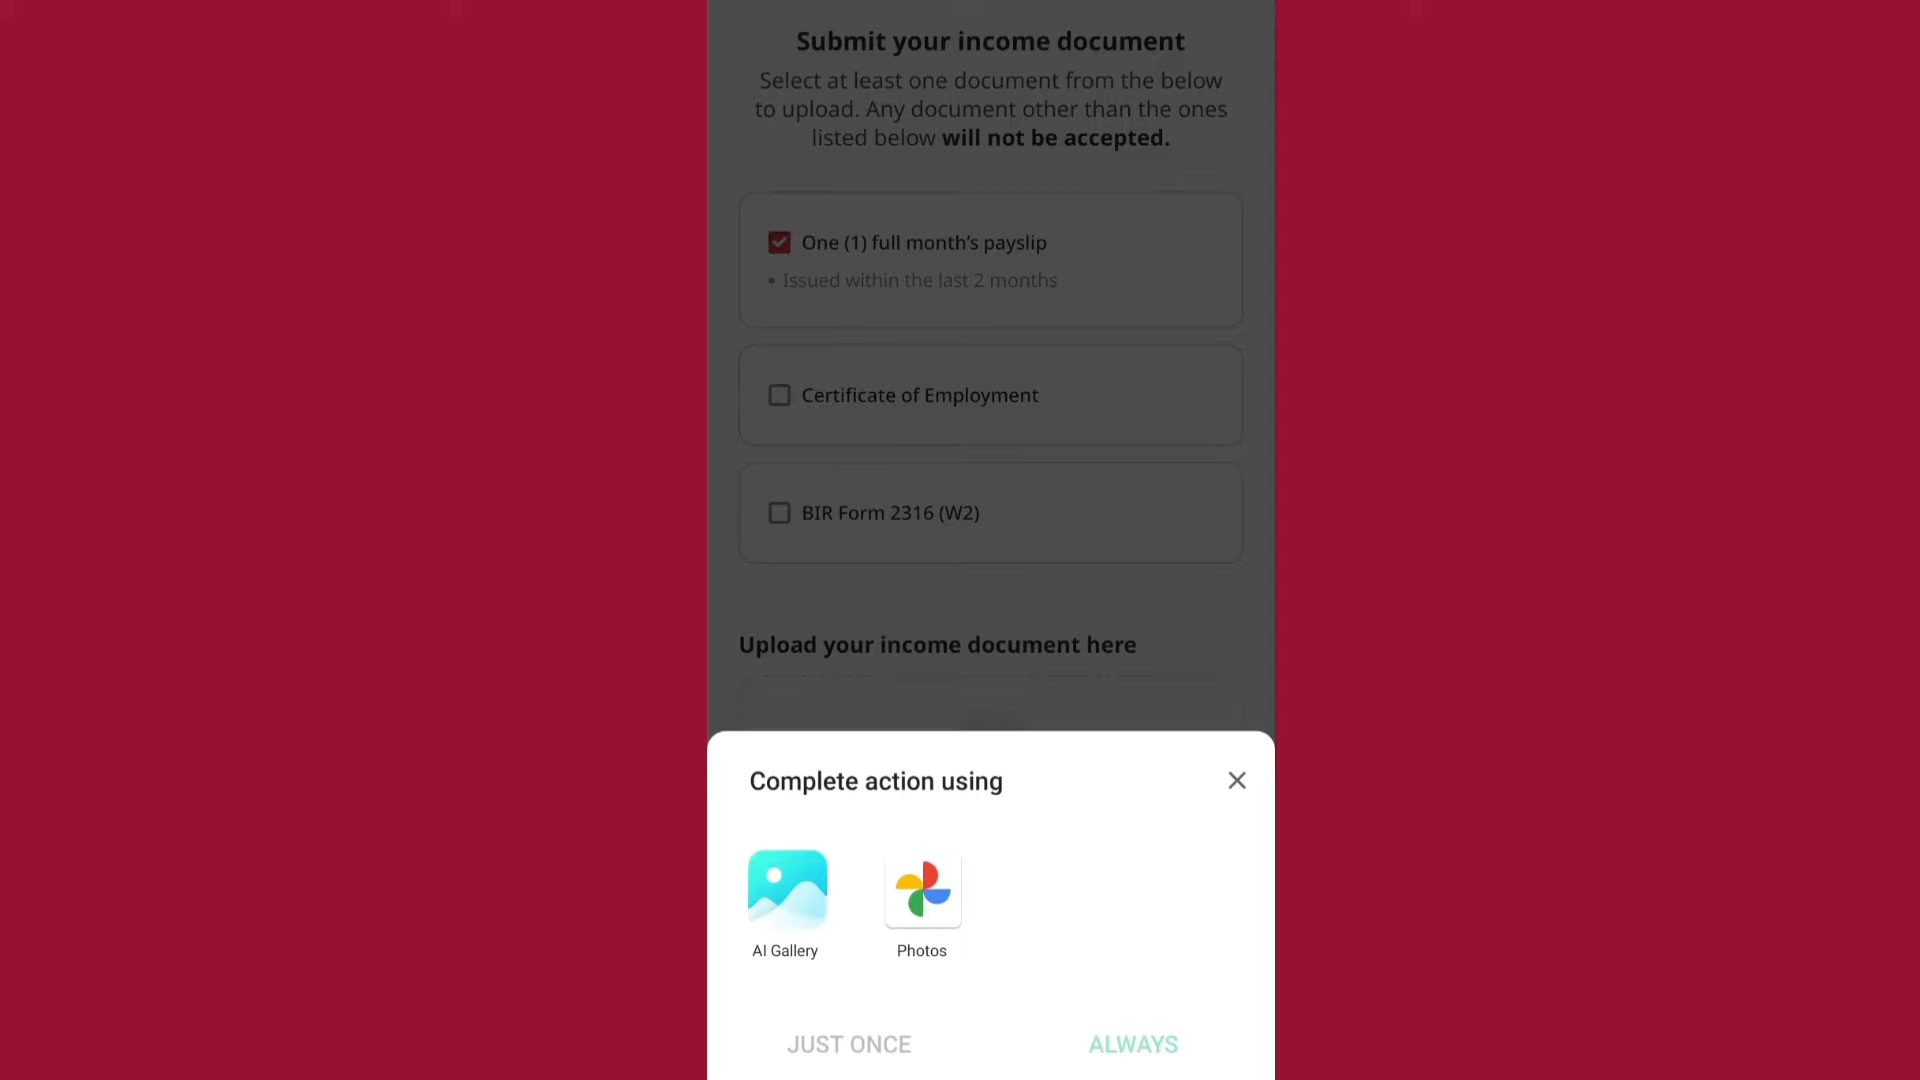 Submit your income document
Select at least one document from the below
to upload. Any document other than the ones
listed below will not be accepted.
One (1) full month's payslip
• Issued within the last 2 months
Certificate of Employment
BIR Form 2316 (W2)
Upload your income document here
Complete action using
AI Gallery
Photos
JUST ONCE
ALWAYS